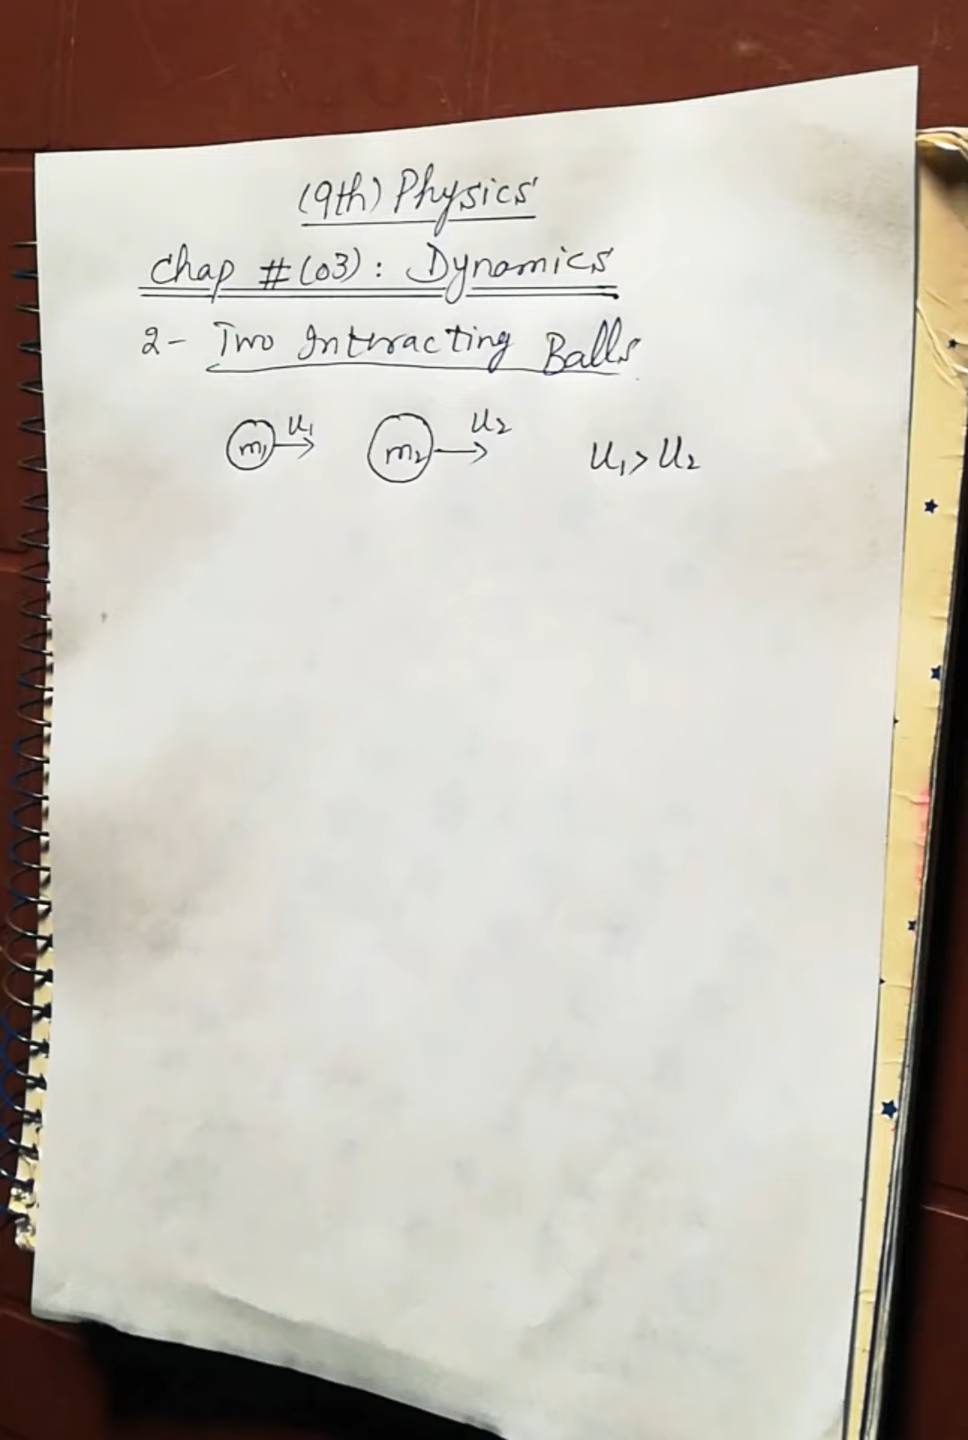 (9th) Physics
Chap #(03): Dynamics
2- Two Interacting Balls
m₁ u₁ m₂ u₂ u₁>u₂